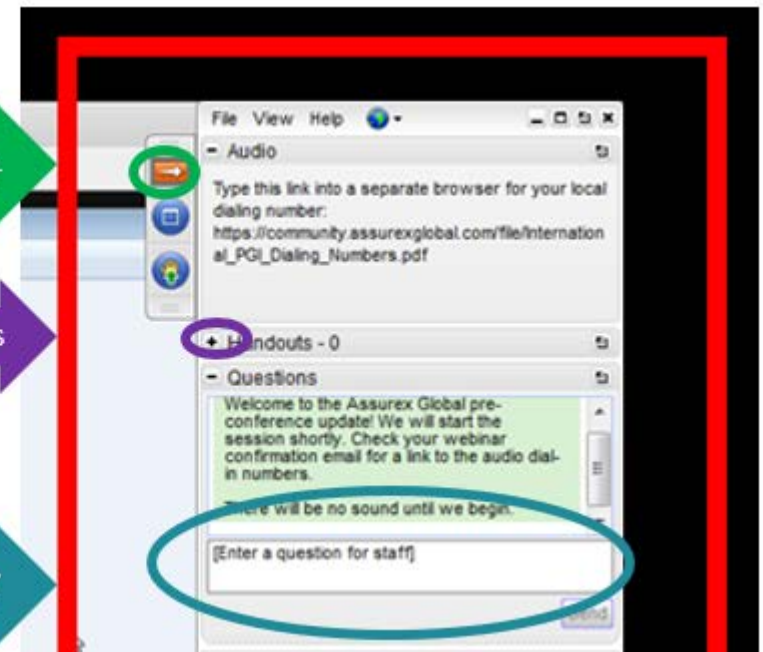 File View Help
- Audio
Type this link into a separate browser for your local
dialing number:
https://community.assurexglobal.com/file/Internation
al_PGI_Dialing_Numbers.pdf
+ Handouts - 0
- Questions
Welcome to the Assurex Global pre-
conference update! We will start the
session shortly. Check your webinar
confirmation email for a link to the audio dial-
in numbers.
There will be no sound until we begin.
[Enter a question for staff]
Send